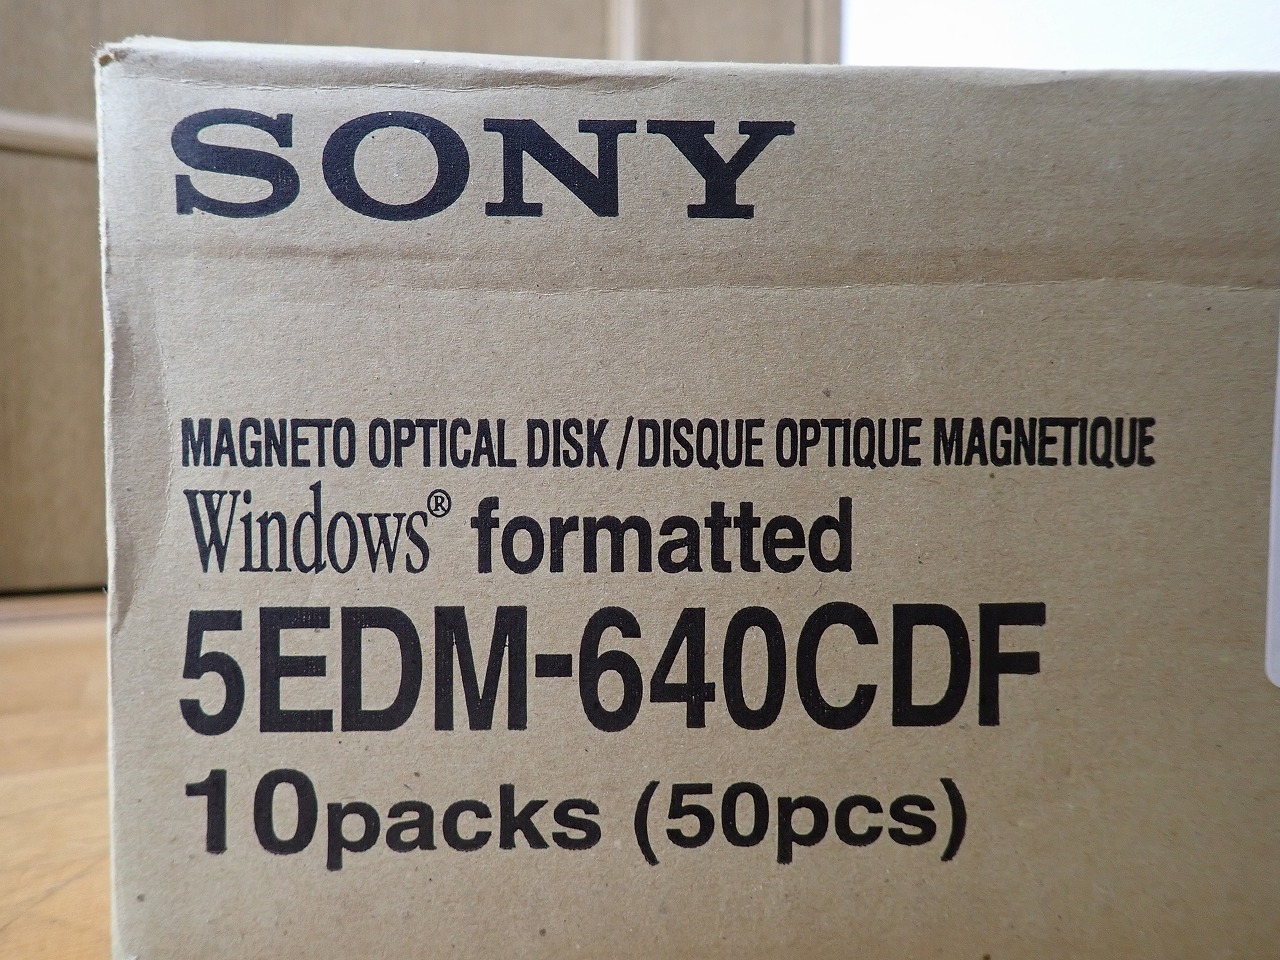 SONY
MAGNETO OPTICAL DISK/DISQUE OPTIQUE MAGNETIQUE
Windows® formatted
5EDM-640CDF
10packs (50pcs)